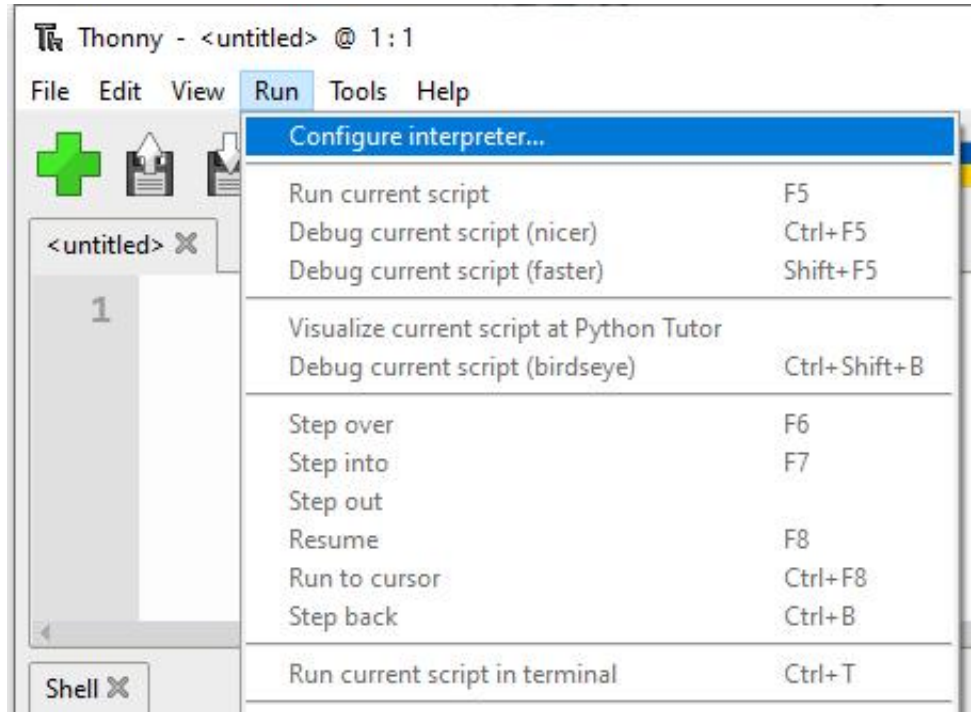 Thonny - <untitled> @ 1:1
File Edit View Run Tools Help
Configure interpreter...
Run current script F5
<untitled>
Debug current script (nicer) Ctrl+F5
Debug current script (faster) Shift+F5
1
Visualize current script at Python Tutor
Debug current script (birdseye) Ctrl+Shift+B
Step over F6
Step into F7
Step out
Resume F8
Run to cursor Ctrl+F8
Step back Ctrl+B
Run current script in terminal Ctrl+T
Shell